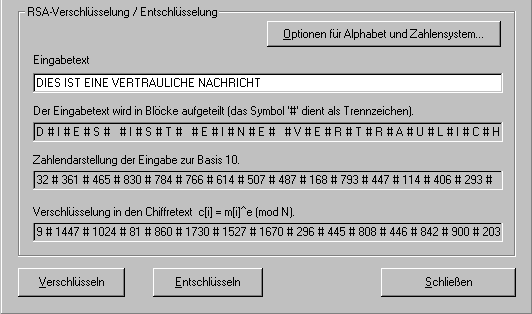 RSA-Verschlüsselung / Entschlüsselung
Optionen für Alphabet und Zahlensystem...
Eingabetext
DIES IST EINE VERTRAULICHE NACHRICHT
Der Eingabetext wird in Blöcke aufgeteilt (das Symbol '#' dient als Trennzeichen).
D # I # E # S # # I # S # T # # E # I # N # E # # V # E # R # T # R # A # U # L # I # C # H
Zahlendarstellung der Eingabe zur Basis 10.
32 # 361 # 465 # 830 # 784 # 766 # 614 # 507 # 487 # 168 # 793 # 447 # 114 # 406 # 293 #
Verschlüsselung in den Chiffretext c[i] = m[i]^e (mod N).
9 # 1447 # 1024 # 81 # 860 # 1730 # 1527 # 1670 # 296 # 445 # 808 # 446 # 842 # 900 # 203
Verschlüsseln Entschlüsseln Schließen